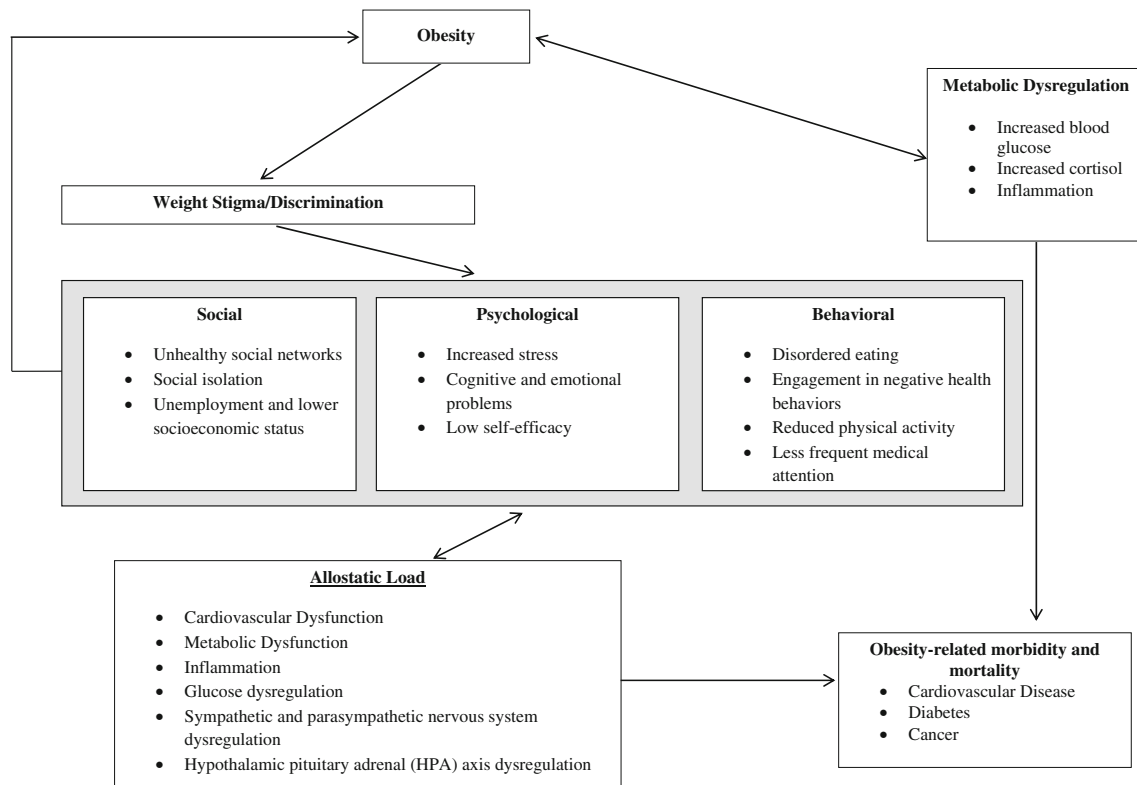 Obesity
Metabolic Dysregulation
• Increased blood
glucose
• Increased cortisol
• Inflammation
Weight Stigma/Discrimination
Social
• Unhealthy social networks
• Social isolation
• Unemployment and lower
socioeconomic status
Psychological
• Increased stress
• Cognitive and emotional
problems
• Low self-efficacy
Behavioral
• Disordered eating
• Engagement in negative health
behaviors
• Reduced physical activity
• Less frequent medical
attention
Allostatic Load
• Cardiovascular Dysfunction
• Metabolic Dysfunction
• Inflammation
• Glucose dysregulation
• Sympathetic and parasympathetic nervous system
dysregulation
• Hypothalamic pituitary adrenal (HPA) axis dysregulation
Obesity-related morbidity and
mortality
• Cardiovascular Disease
• Diabetes
• Cancer